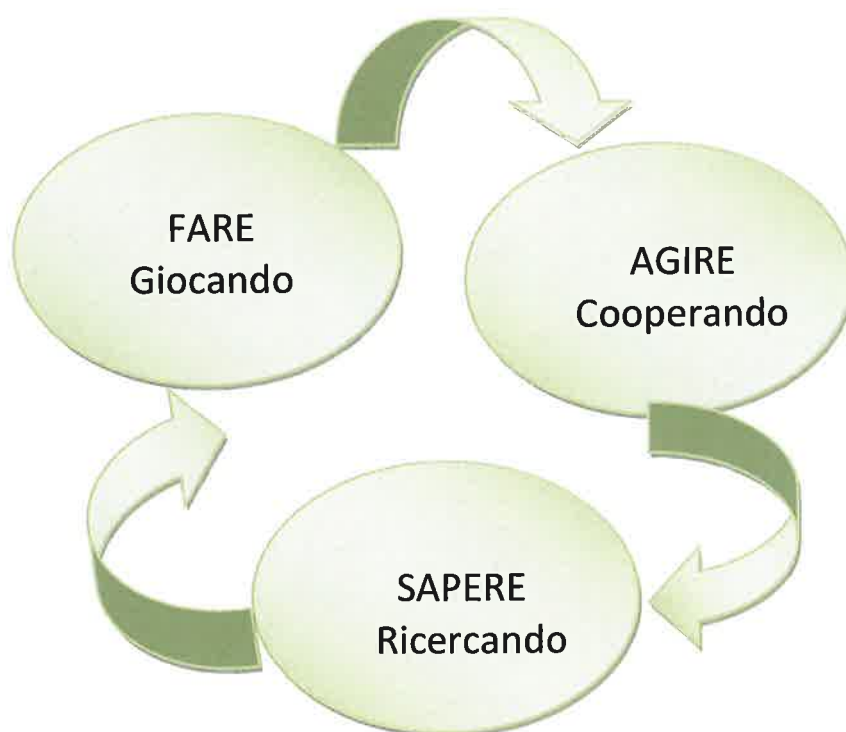 FARE
Giocando
AGIRE
Cooperando
SAPERE
Ricercando